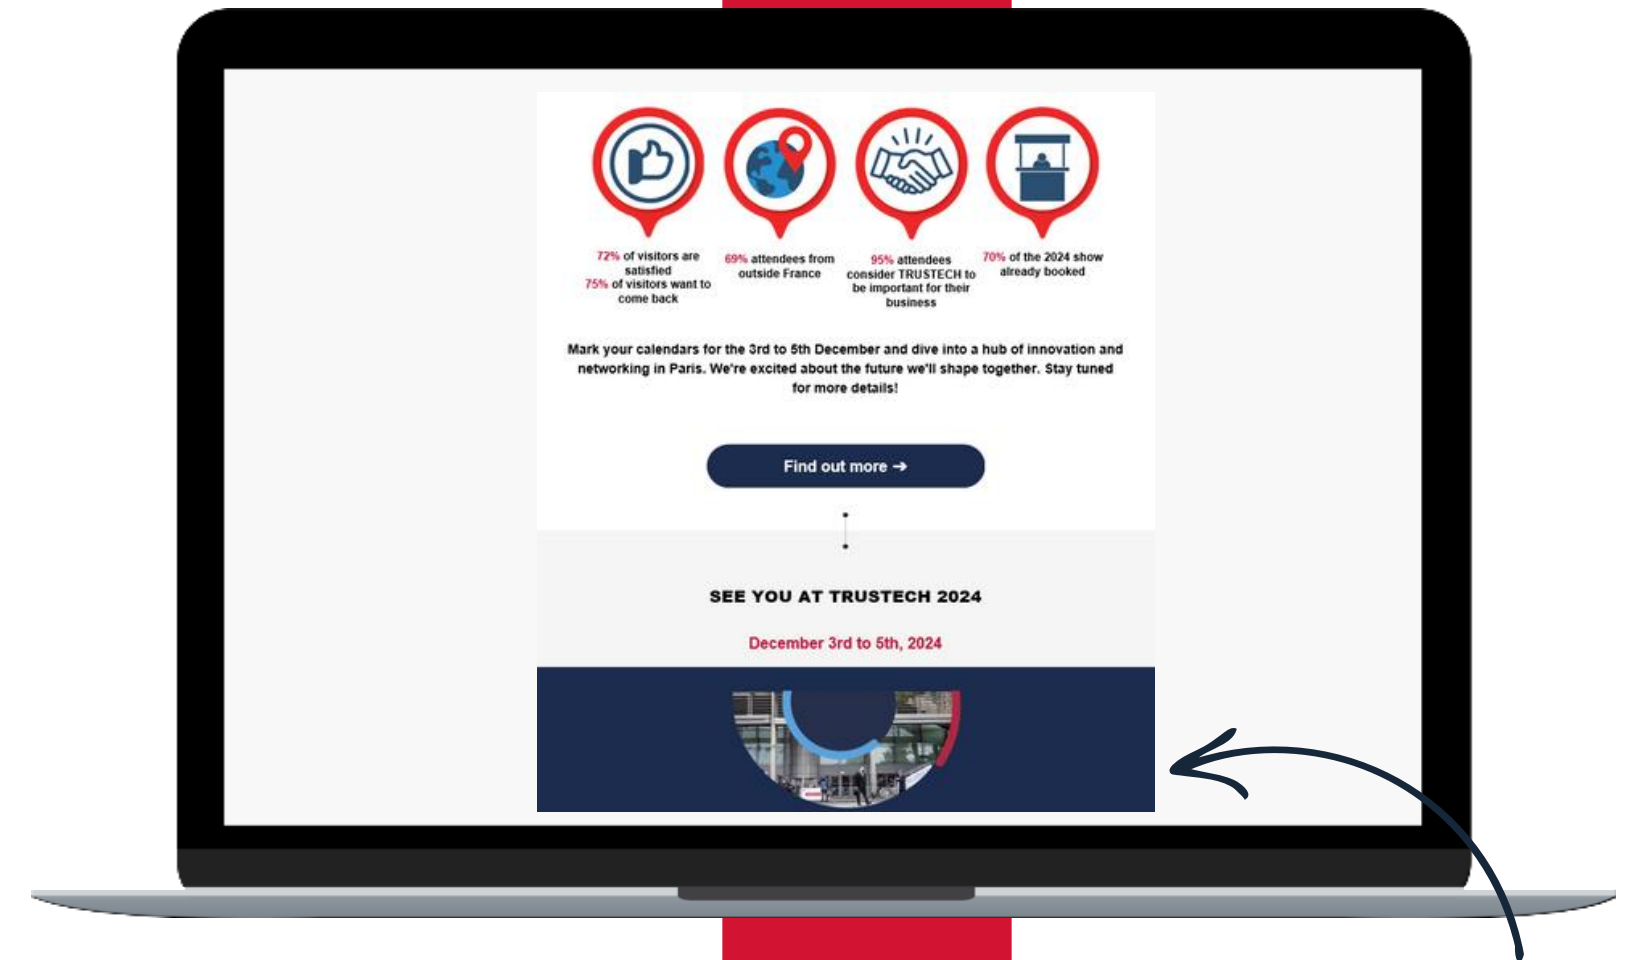 72% of visitors are
satisfied
75% of visitors want to
come back
69% attendees from
outside France
95% attendees
consider TRUSTECH to
be important for their
business
70% of the 2024 show
already booked
Mark your calendars for the 3rd to 5th December and dive into a hub of innovation and
networking in Paris. We're excited about the future we'll shape together. Stay tuned
for more details!
Find out more ➔
SEE YOU AT TRUSTECH 2024
December 3rd to 5th, 2024